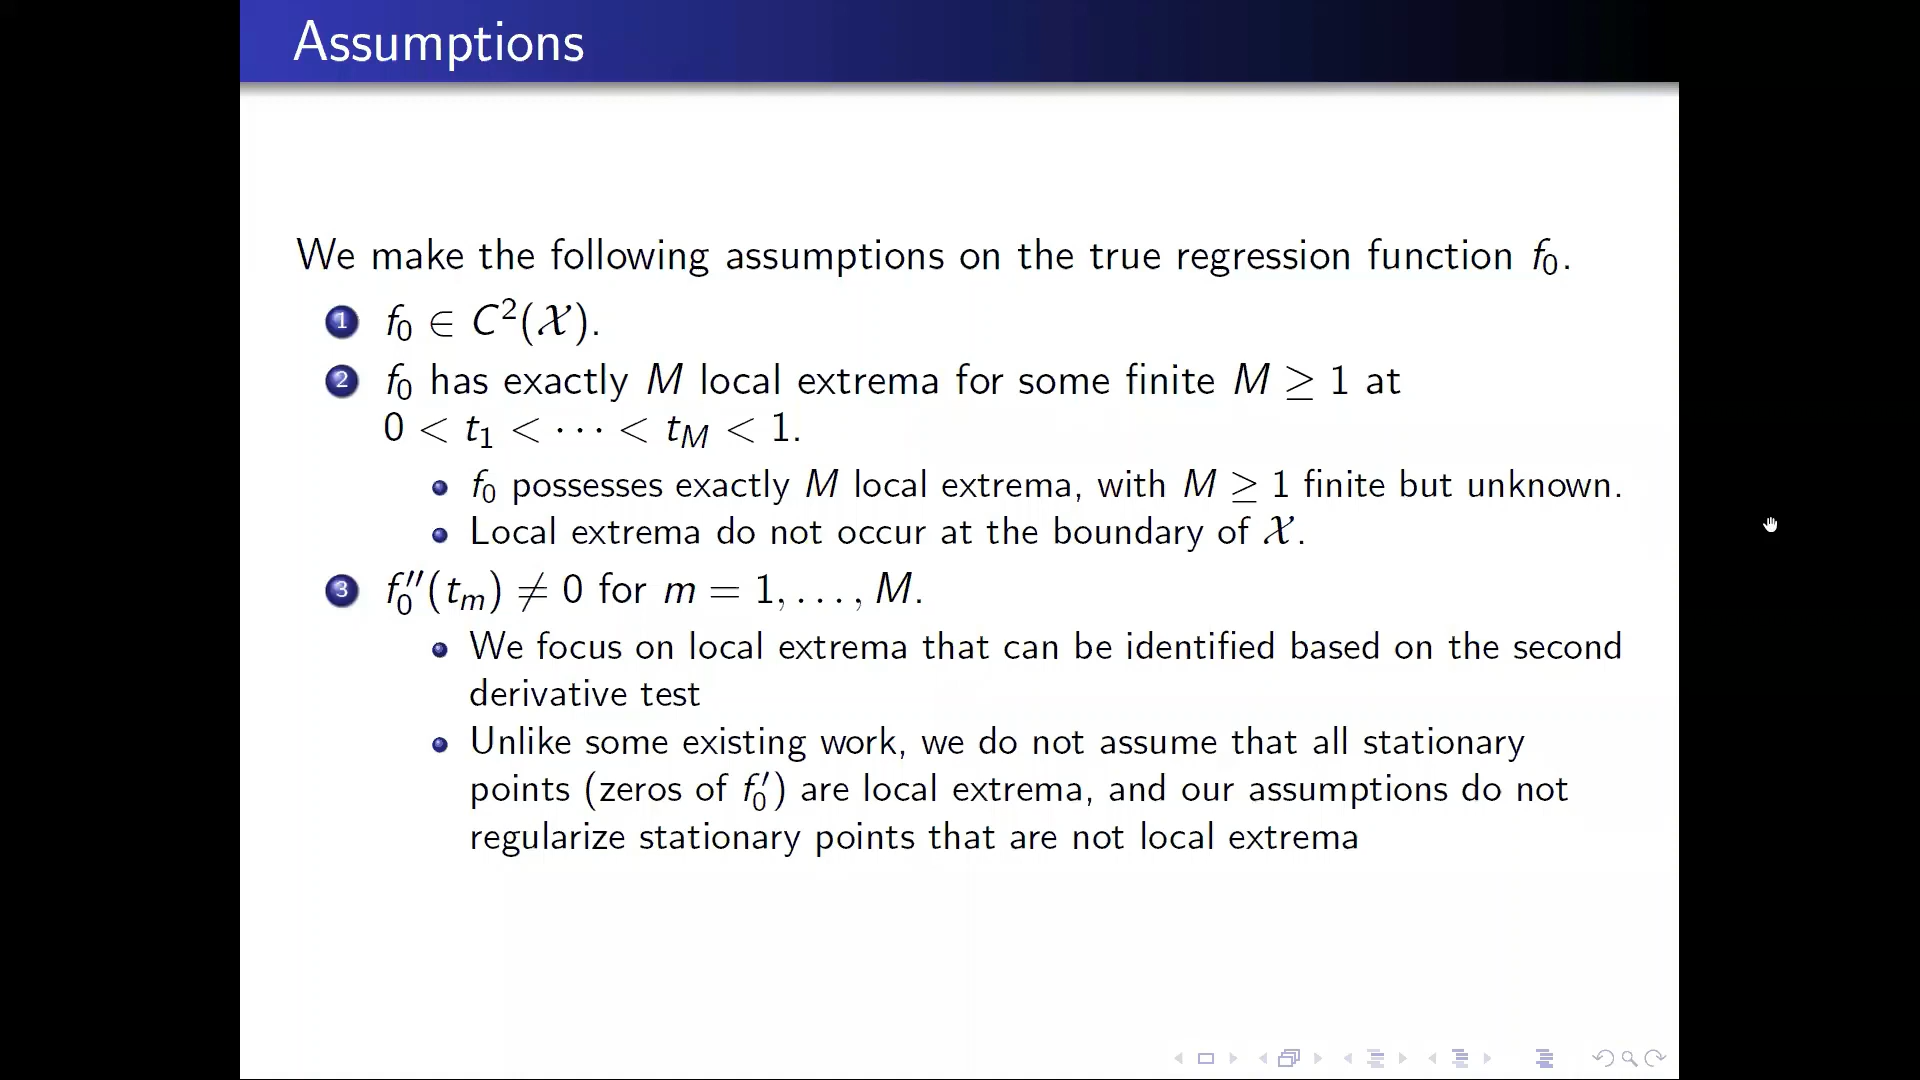 Assumptions
We make the following assumptions on the true regression function f₀.
1 f₀ ∈ C²(𝒳).
2 f₀ has exactly M local extrema for some finite M ≥ 1 at
0 < t₁ < ⋯ < t_M < 1.
• f₀ possesses exactly M local extrema, with M ≥ 1 finite but unknown.
• Local extrema do not occur at the boundary of 𝒳.
3 f₀″(t_m) ≠ 0 for m = 1, . . . , M.
• We focus on local extrema that can be identified based on the second
derivative test
• Unlike some existing work, we do not assume that all stationary
points (zeros of f₀′) are local extrema, and our assumptions do not
regularize stationary points that are not local extrema